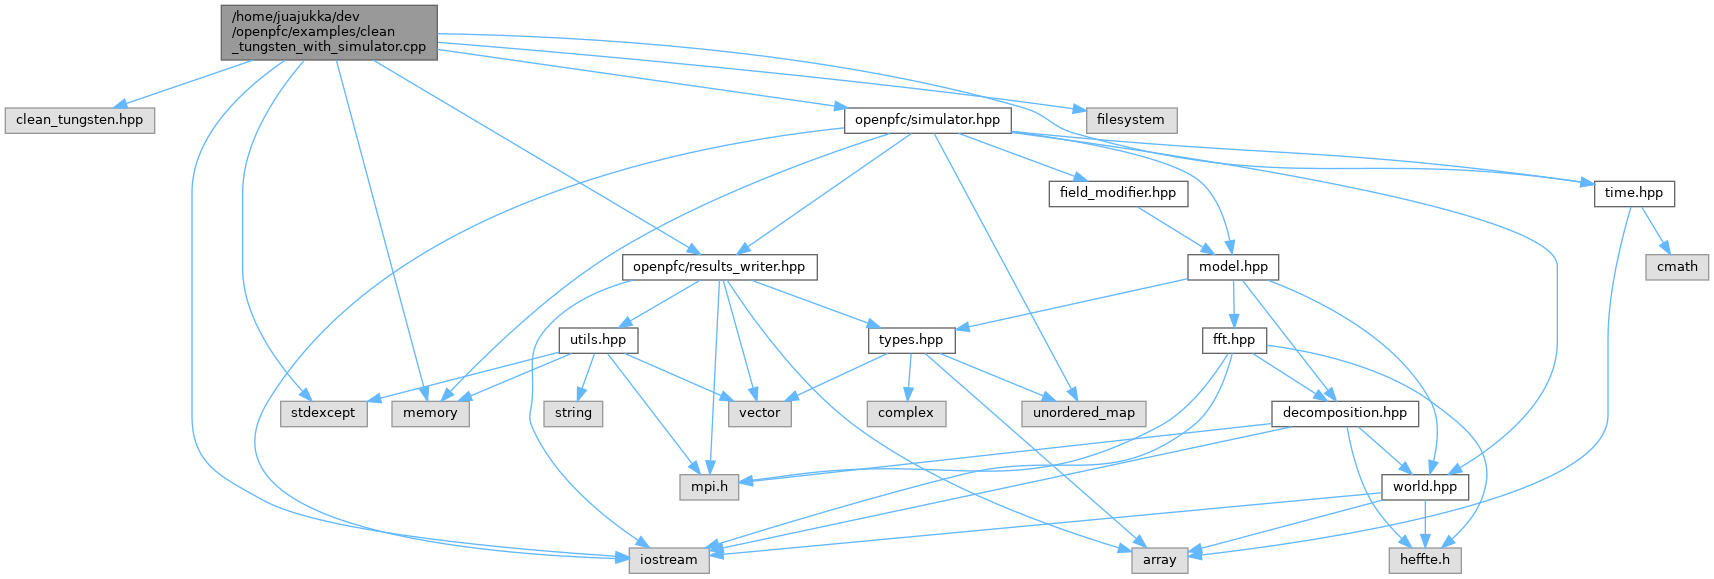 /home/juajukka/dev
/openpfc/examples/clean
_tungsten_with_simulator.cpp
clean_tungsten.hpp
openpfc/simulator.hpp
filesystem
field_modifier.hpp
time.hpp
openpfc/results_writer.hpp
model.hpp
cmath
utils.hpp
types.hpp
fft.hpp
stdexcept
memory
string
vector
complex
unordered_map
decomposition.hpp
mpi.h
world.hpp
iostream
array
heffte.h